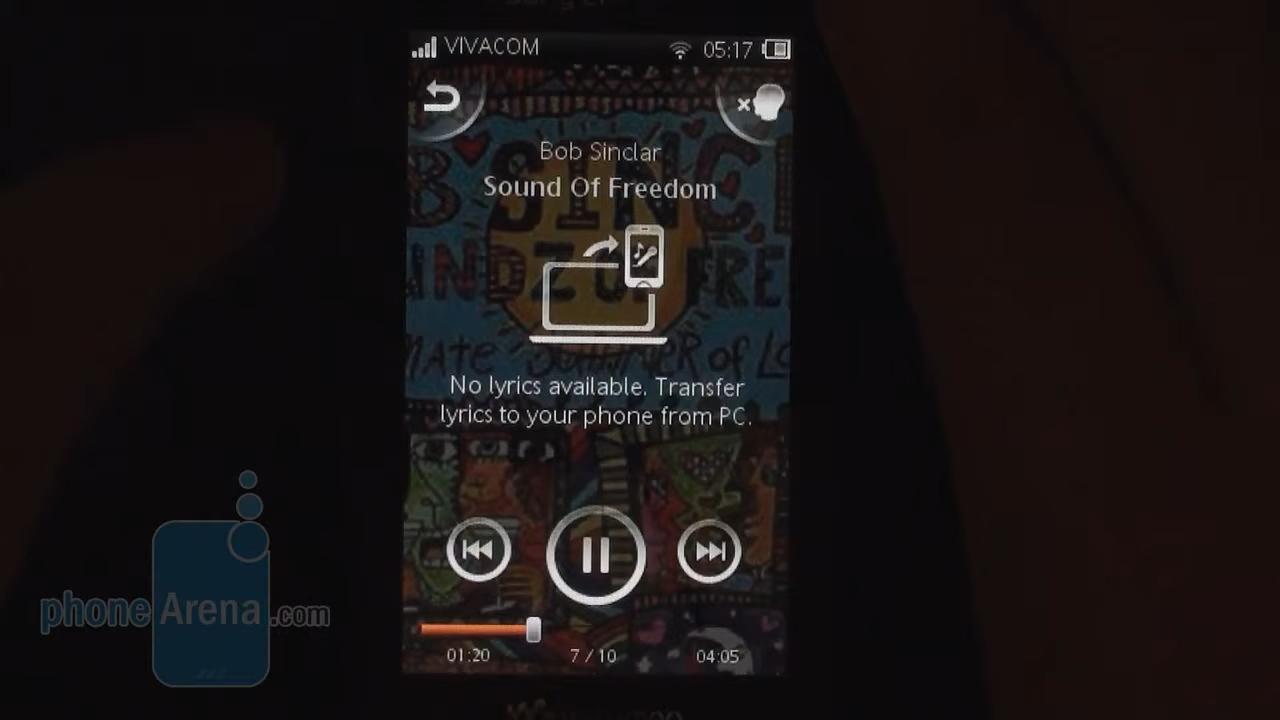 VIVACOM 05:17
Bob Sinclar
Sound Of Freedom
No lyrics available. Transfer
lyrics to your phone from PC.
01:20 7 / 10 04:05
phoneArena.com